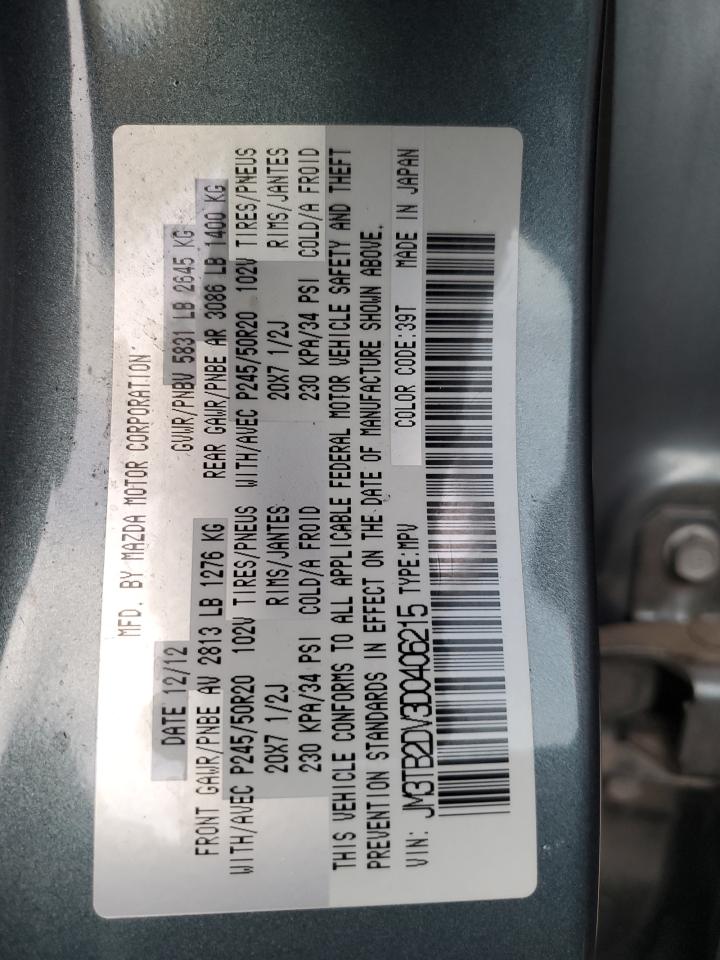 MFD. BY MAZDA MOTOR CORPORATION
DATE 12/12 GVWR/PNBV 5831 LB 2645 KG
FRONT GAWR/PNBE AV 2813 LB 1276 KG REAR GAWR/PNBE AR 3086 LB 1400 KG
WITH/AVEC P245/50R20 102V TIRES/PNEUS WITH/AVEC P245/50R20 102V TIRES/PNEUS
20X7 1/2J RIMS/JANTES 20X7 1/2J RIMS/JANTES
230 KPA/34 PSI COLD/A FROID 230 KPA/34 PSI COLD/A FROID
THIS VEHICLE CONFORMS TO ALL APPLICABLE FEDERAL MOTOR VEHICLE SAFETY AND THEFT
PREVENTION STANDARDS IN EFFECT ON THE DATE OF MANUFACTURE SHOWN ABOVE.
VIN: JM3TB2DV3D0406215 TYPE:MPV COLOR CODE:39T MADE IN JAPAN